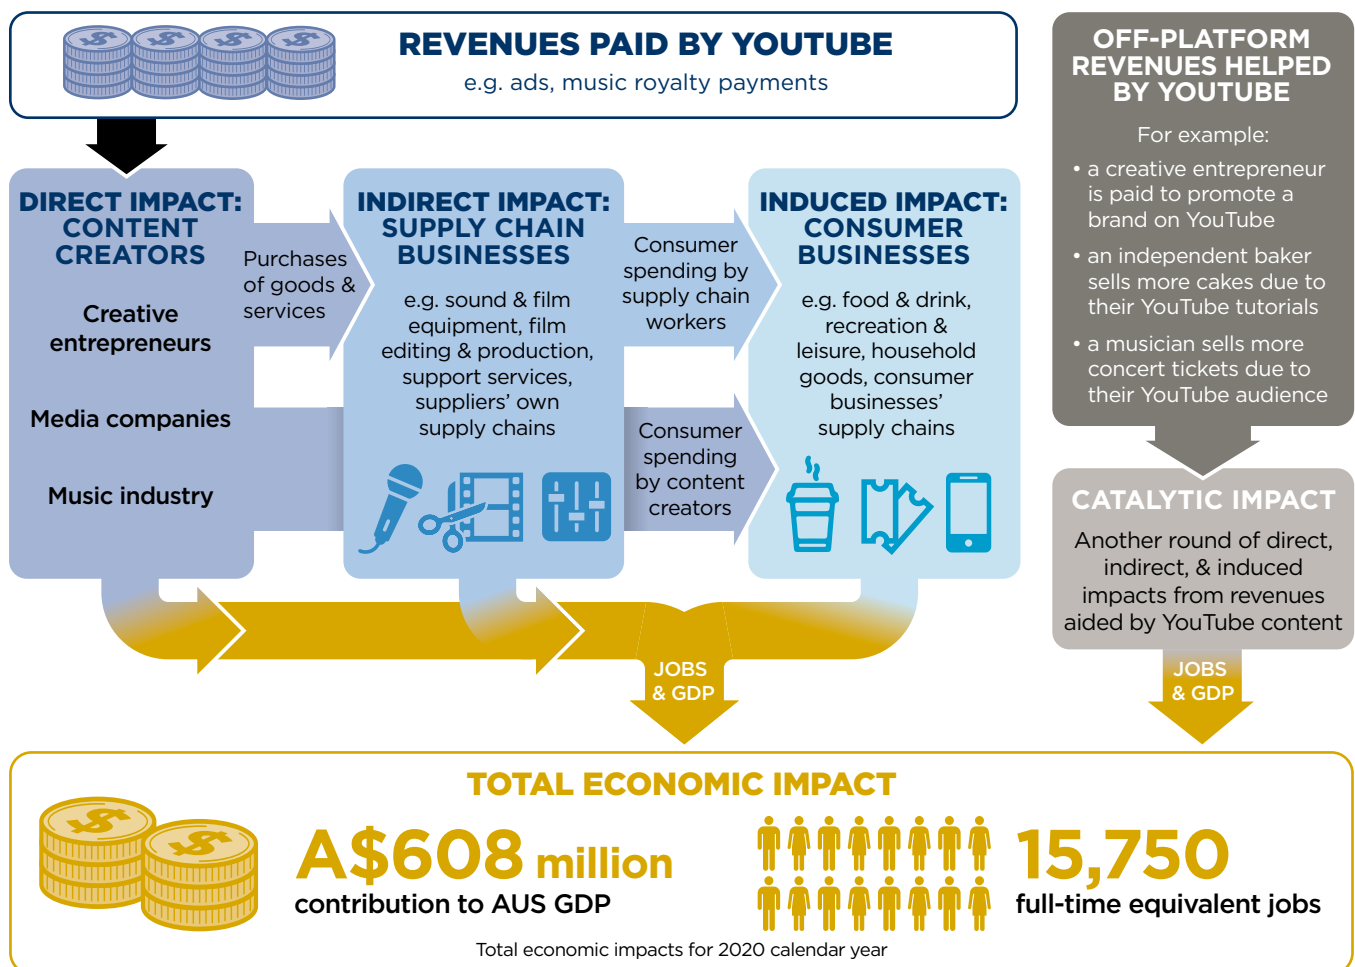 REVENUES PAID BY YOUTUBE
e.g. ads, music royalty payments
DIRECT IMPACT:
CONTENT
CREATORS
Creative
entrepreneurs
Media companies
Music industry
Purchases
of goods &
services
INDIRECT IMPACT:
SUPPLY CHAIN
BUSINESSES
e.g. sound & film
equipment, film
editing & production,
support services,
suppliers’ own
supply chains
Consumer
spending by
supply chain
workers
Consumer
spending
by content
creators
INDUCED IMPACT:
CONSUMER
BUSINESSES
e.g. food & drink,
recreation &
leisure, household
goods, consumer
businesses’
supply chains
JOBS
& GDP
OFF-PLATFORM
REVENUES HELPED
BY YOUTUBE
For example:
• a creative entrepreneur
is paid to promote a
brand on YouTube
• an independent baker
sells more cakes due to
their YouTube tutorials
• a musician sells more
concert tickets due to
their YouTube audience
CATALYTIC IMPACT
Another round of direct,
indirect, & induced
impacts from revenues
aided by YouTube content
JOBS
& GDP
TOTAL ECONOMIC IMPACT
A$608 million
contribution to AUS GDP
15,750
full-time equivalent jobs
Total economic impacts for 2020 calendar year